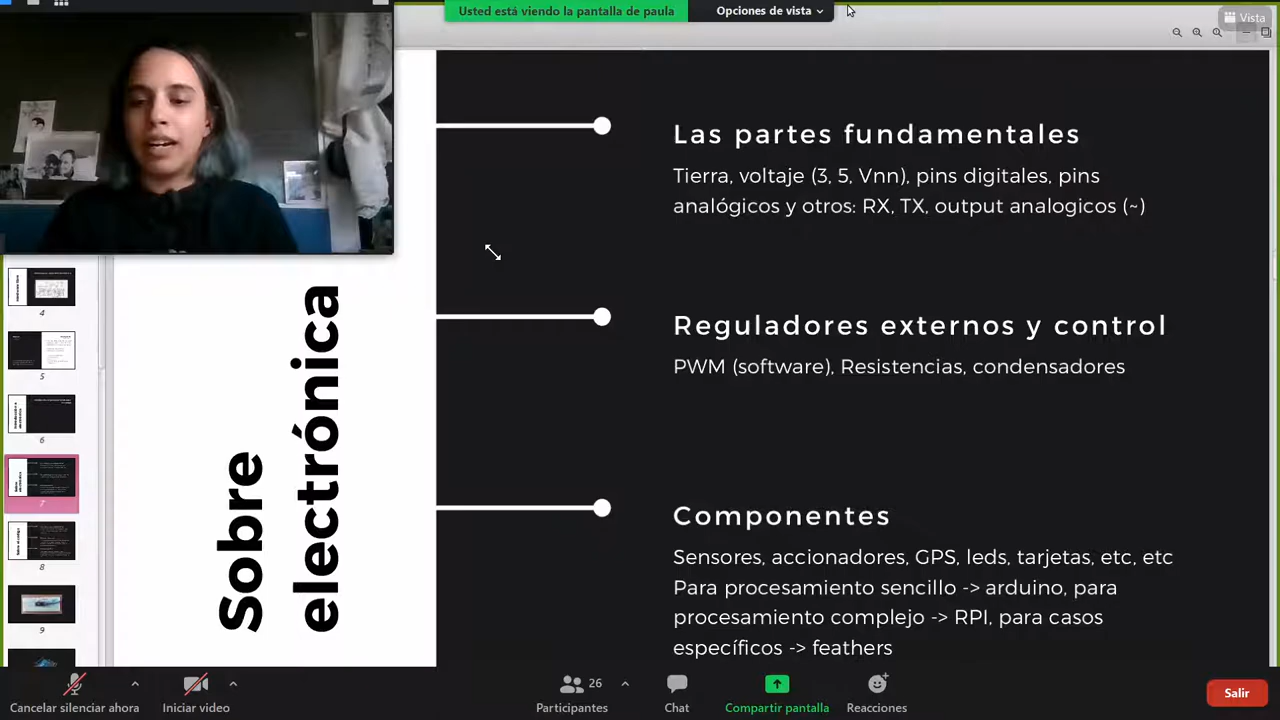 Usted está viendo la pantalla de paula
Opciones de vista
Vista
Sobre
electrónica
Las partes fundamentales
Tierra, voltaje (3, 5, Vnn), pins digitales, pins
analógicos y otros: RX, TX, output analogicos (~)
Reguladores externos y control
PWM (software), Resistencias, condensadores
Componentes
Sensores, accionadores, GPS, leds, tarjetas, etc, etc
Para procesamiento sencillo -> arduino, para
procesamiento complejo -> RPI, para casos
específicos -> feathers
4
5
6
7
8
9
Cancelar silenciar ahora
Iniciar video
26
Participantes
Chat
Compartir pantalla
Reacciones
Salir